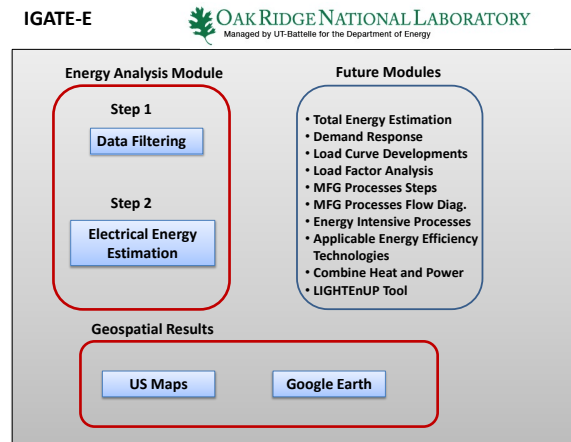 IGATE-E
OAK RIDGE NATIONAL LABORATORY
Managed by UT-Battelle for the Department of Energy
Energy Analysis Module
Step 1
Data Filtering
Step 2
Electrical Energy
Estimation
Future Modules
• Total Energy Estimation
• Demand Response
• Load Curve Developments
• Load Factor Analysis
• MFG Processes Steps
• MFG Processes Flow Diag.
• Energy Intensive Processes
• Applicable Energy Efficiency
Technologies
• Combine Heat and Power
• LIGHTEnUP Tool
Geospatial Results
US Maps
Google Earth